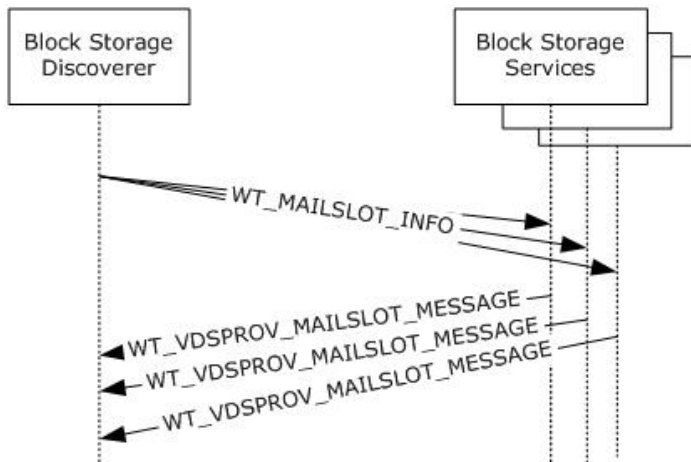 Block Storage
Discoverer
Block Storage
Services
WT_MAILSLOT_INFO
WT_VDSPROV_MAILSLOT_MESSAGE
WT_VDSPROV_MAILSLOT_MESSAGE
WT_VDSPROV_MAILSLOT_MESSAGE